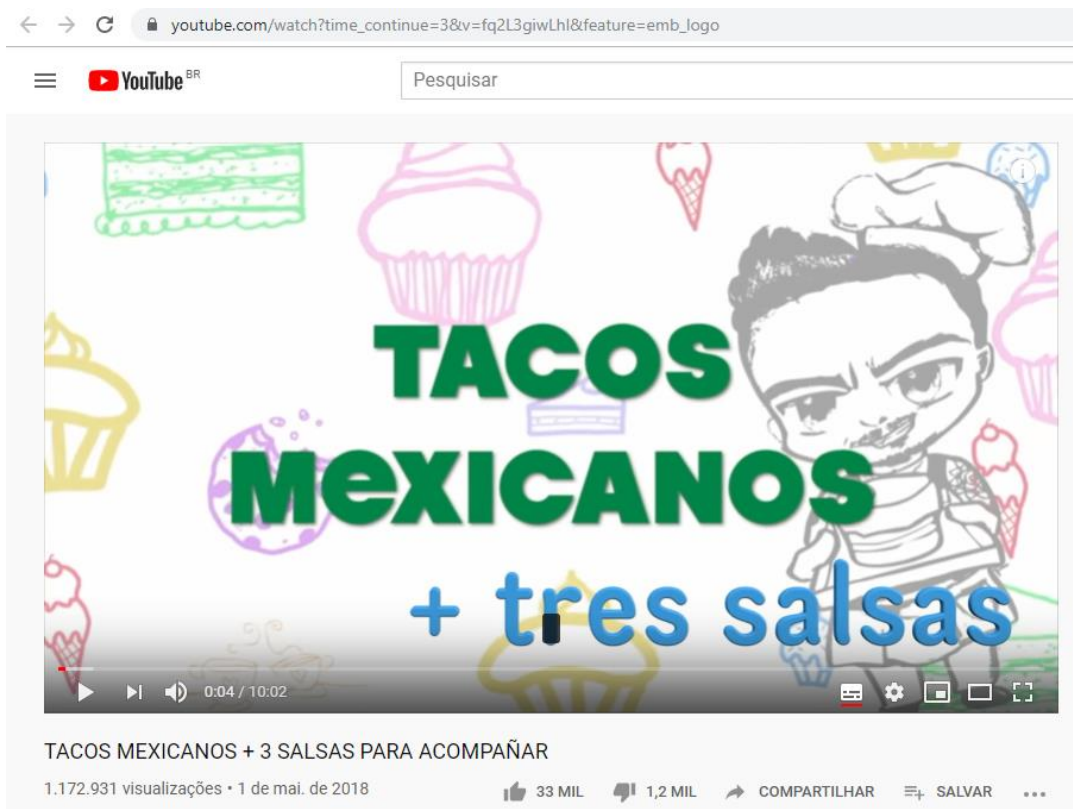 youtube.com/watch?time_continue=3&v=fq2L3giwLhI&feature=emb_logo
YouTube BR
Pesquisar
TACOS
MeXICANOS
+ tres salsas
0:04 / 10:02
TACOS MEXICANOS + 3 SALSAS PARA ACOMPAÑAR
1.172.931 visualizações • 1 de mai. de 2018 33 MIL 1,2 MIL COMPARTILHAR SALVAR